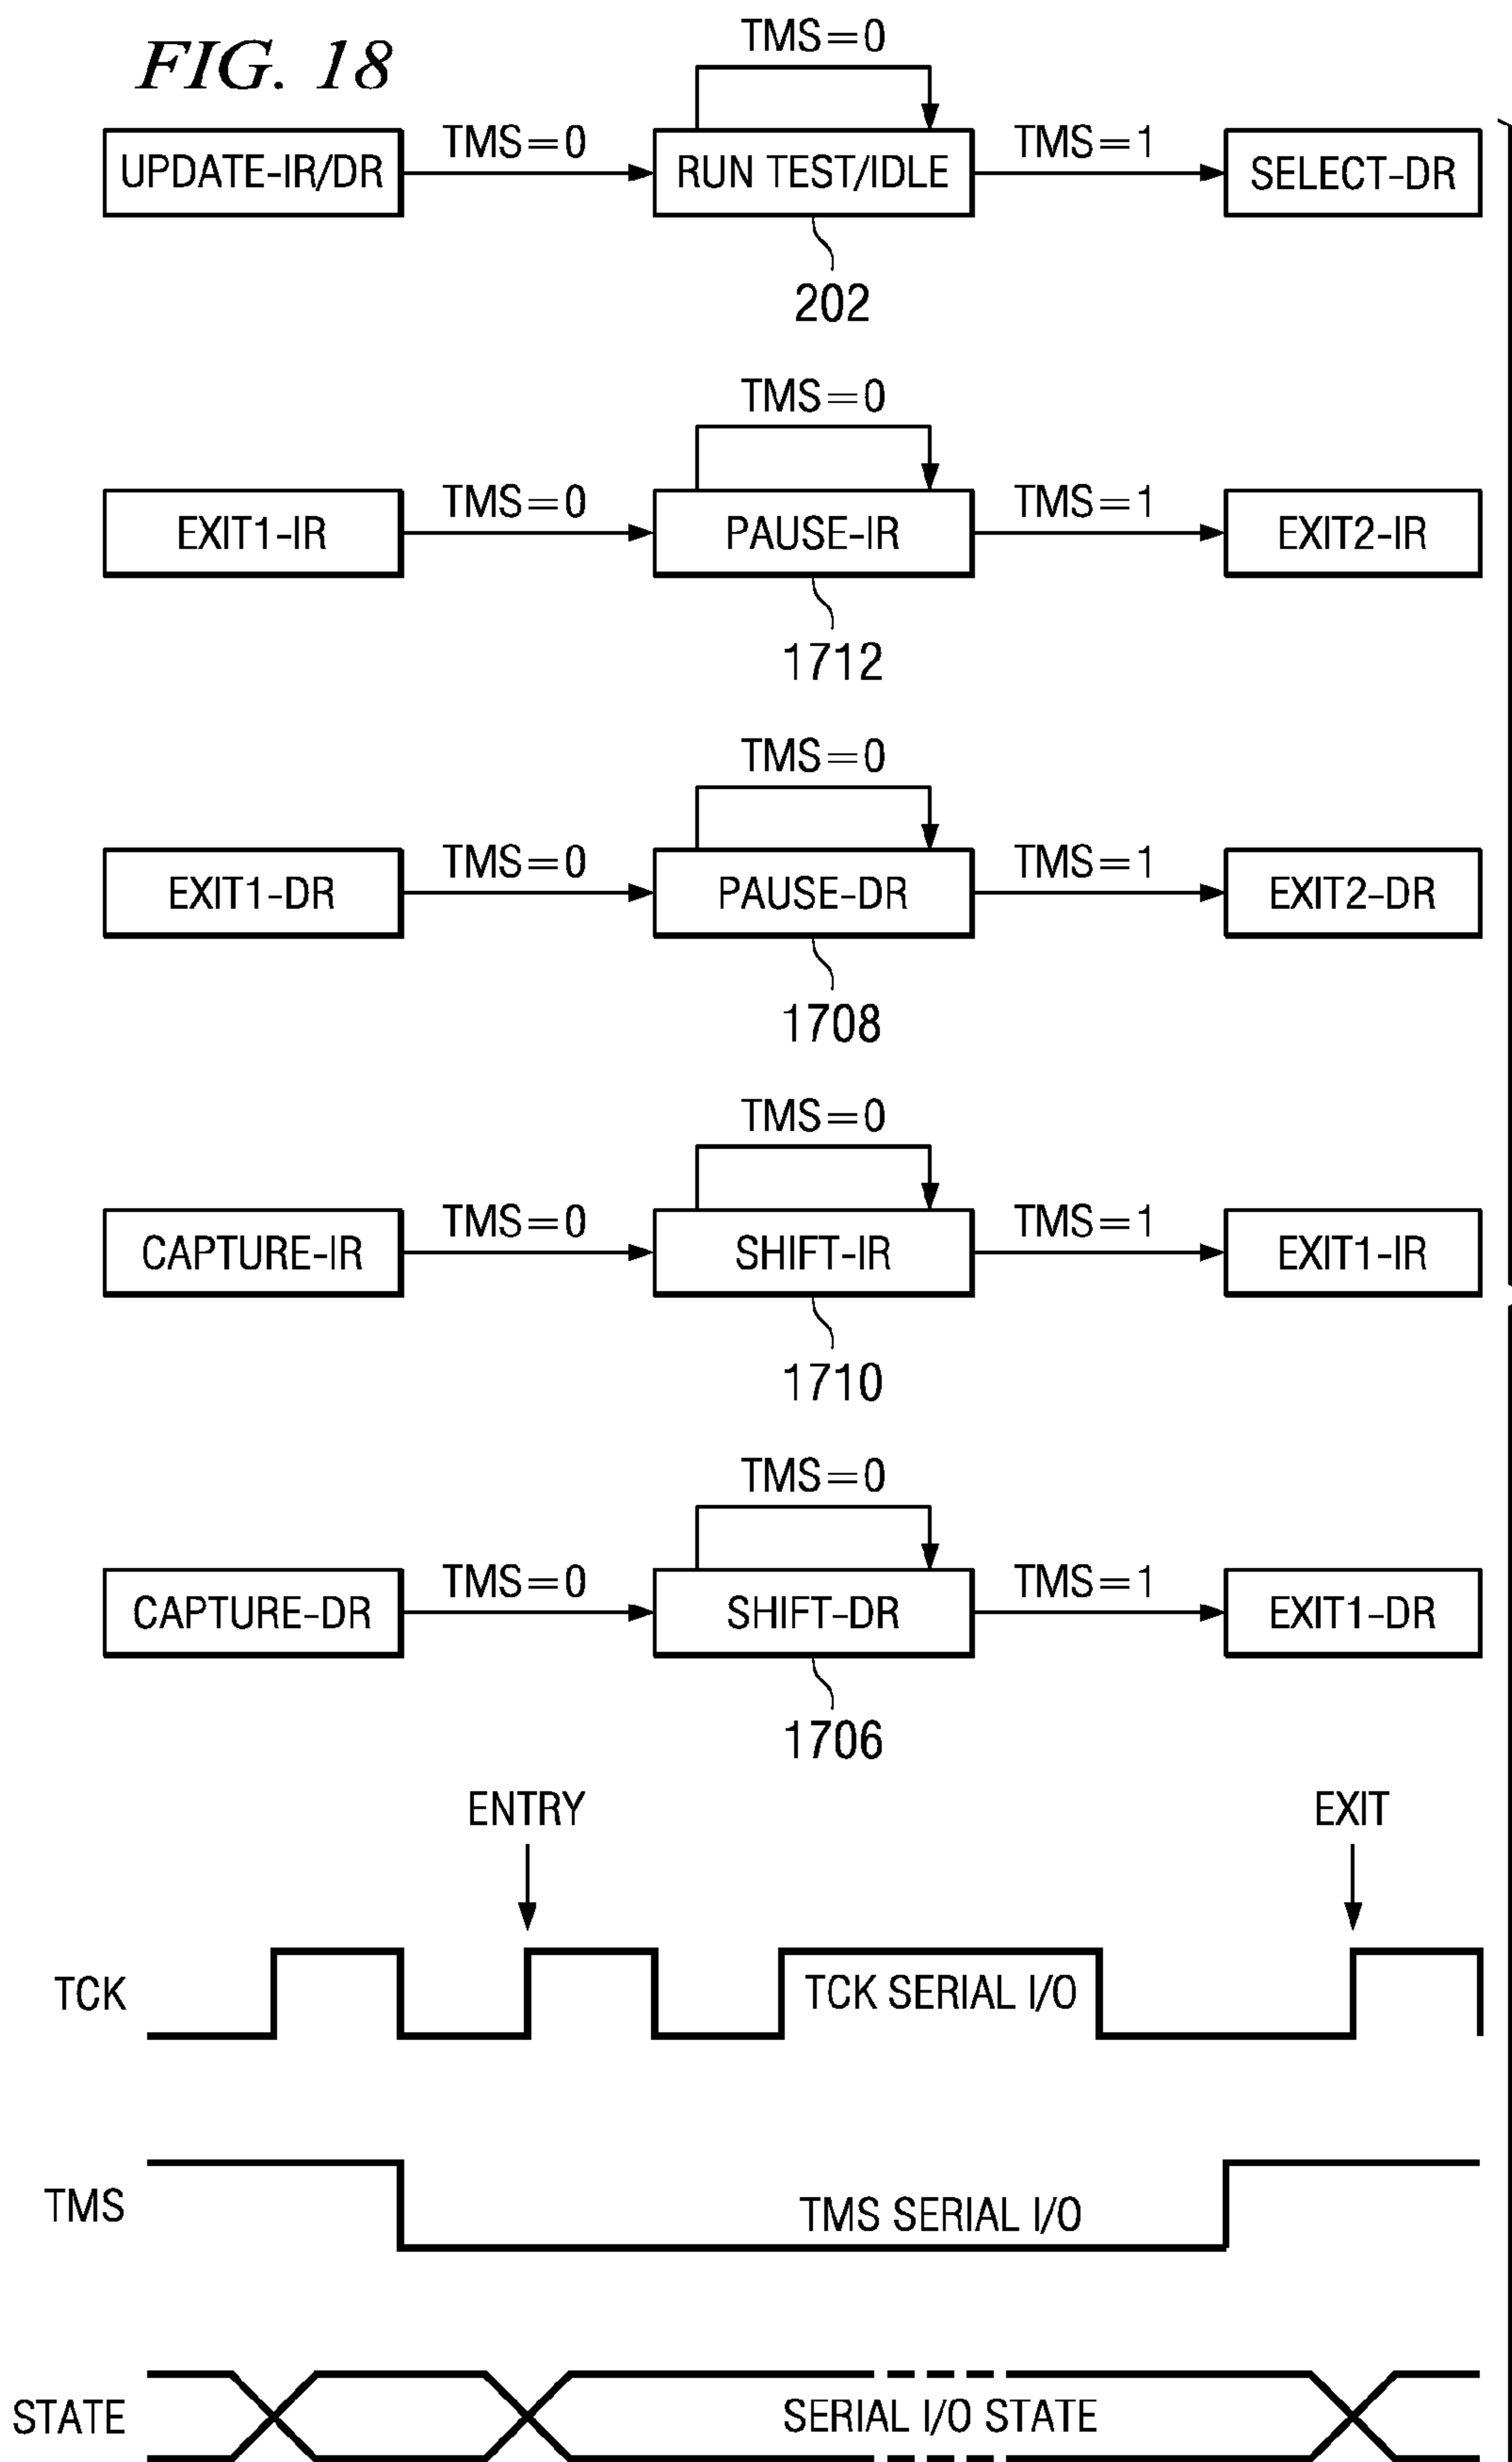 FIG. 18
TMS=0
UPDATE-IR/DR TMS=0 RUN TEST/IDLE TMS=1 SELECT-DR
202
TMS=0
EXIT1-IR TMS=0 PAUSE-IR TMS=1 EXIT2-IR
1712
TMS=0
EXIT1-DR TMS=0 PAUSE-DR TMS=1 EXIT2-DR
1708
TMS=0
CAPTURE-IR TMS=0 SHIFT-IR TMS=1 EXIT1-IR
1710
TMS=0
CAPTURE-DR TMS=0 SHIFT-DR TMS=1 EXIT1-DR
1706
ENTRY EXIT
TCK TCK SERIAL I/O
TMS TMS SERIAL I/O
STATE SERIAL I/O STATE